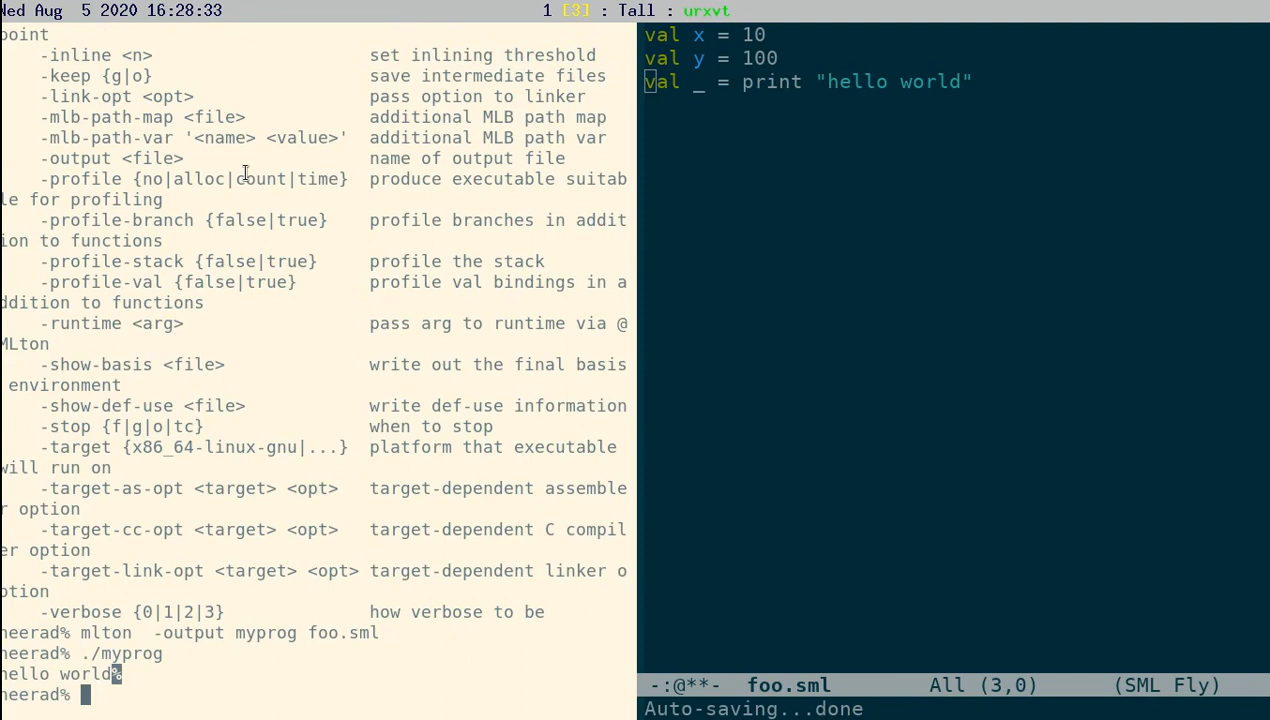 Wed Aug  5 2020 16:28:33
1 [3] : Tall : urxvt
point
    -inline <n>                     set inlining threshold
    -keep {g|o}                     save intermediate files
    -link-opt <opt>                 pass option to linker
    -mlb-path-map <file>            additional MLB path map
    -mlb-path-var '<name> <value>'  additional MLB path var
    -output <file>                  name of output file
    -profile {no|alloc|count|time}  produce executable suitab
le for profiling
    -profile-branch {false|true}    profile branches in addit
ion to functions
    -profile-stack {false|true}     profile the stack
    -profile-val {false|true}       profile val bindings in a
ddition to functions
    -runtime <arg>                  pass arg to runtime via @
MLton
    -show-basis <file>              write out the final basis
 environment
    -show-def-use <file>            write def-use information
    -stop {f|g|o|tc}                when to stop
    -target {x86_64-linux-gnu|...}  platform that executable
will run on
    -target-as-opt <target> <opt>   target-dependent assemble
r option
    -target-cc-opt <target> <opt>   target-dependent C compil
er option
    -target-link-opt <target> <opt> target-dependent linker o
ption
    -verbose {0|1|2|3}              how verbose to be
heerad% mlton  -output myprog foo.sml
heerad% ./myprog
hello world%
heerad%
val x = 10
val y = 100
val _ = print "hello world"
-:@**-  foo.sml        All (3,0)      (SML Fly)
Auto-saving...done